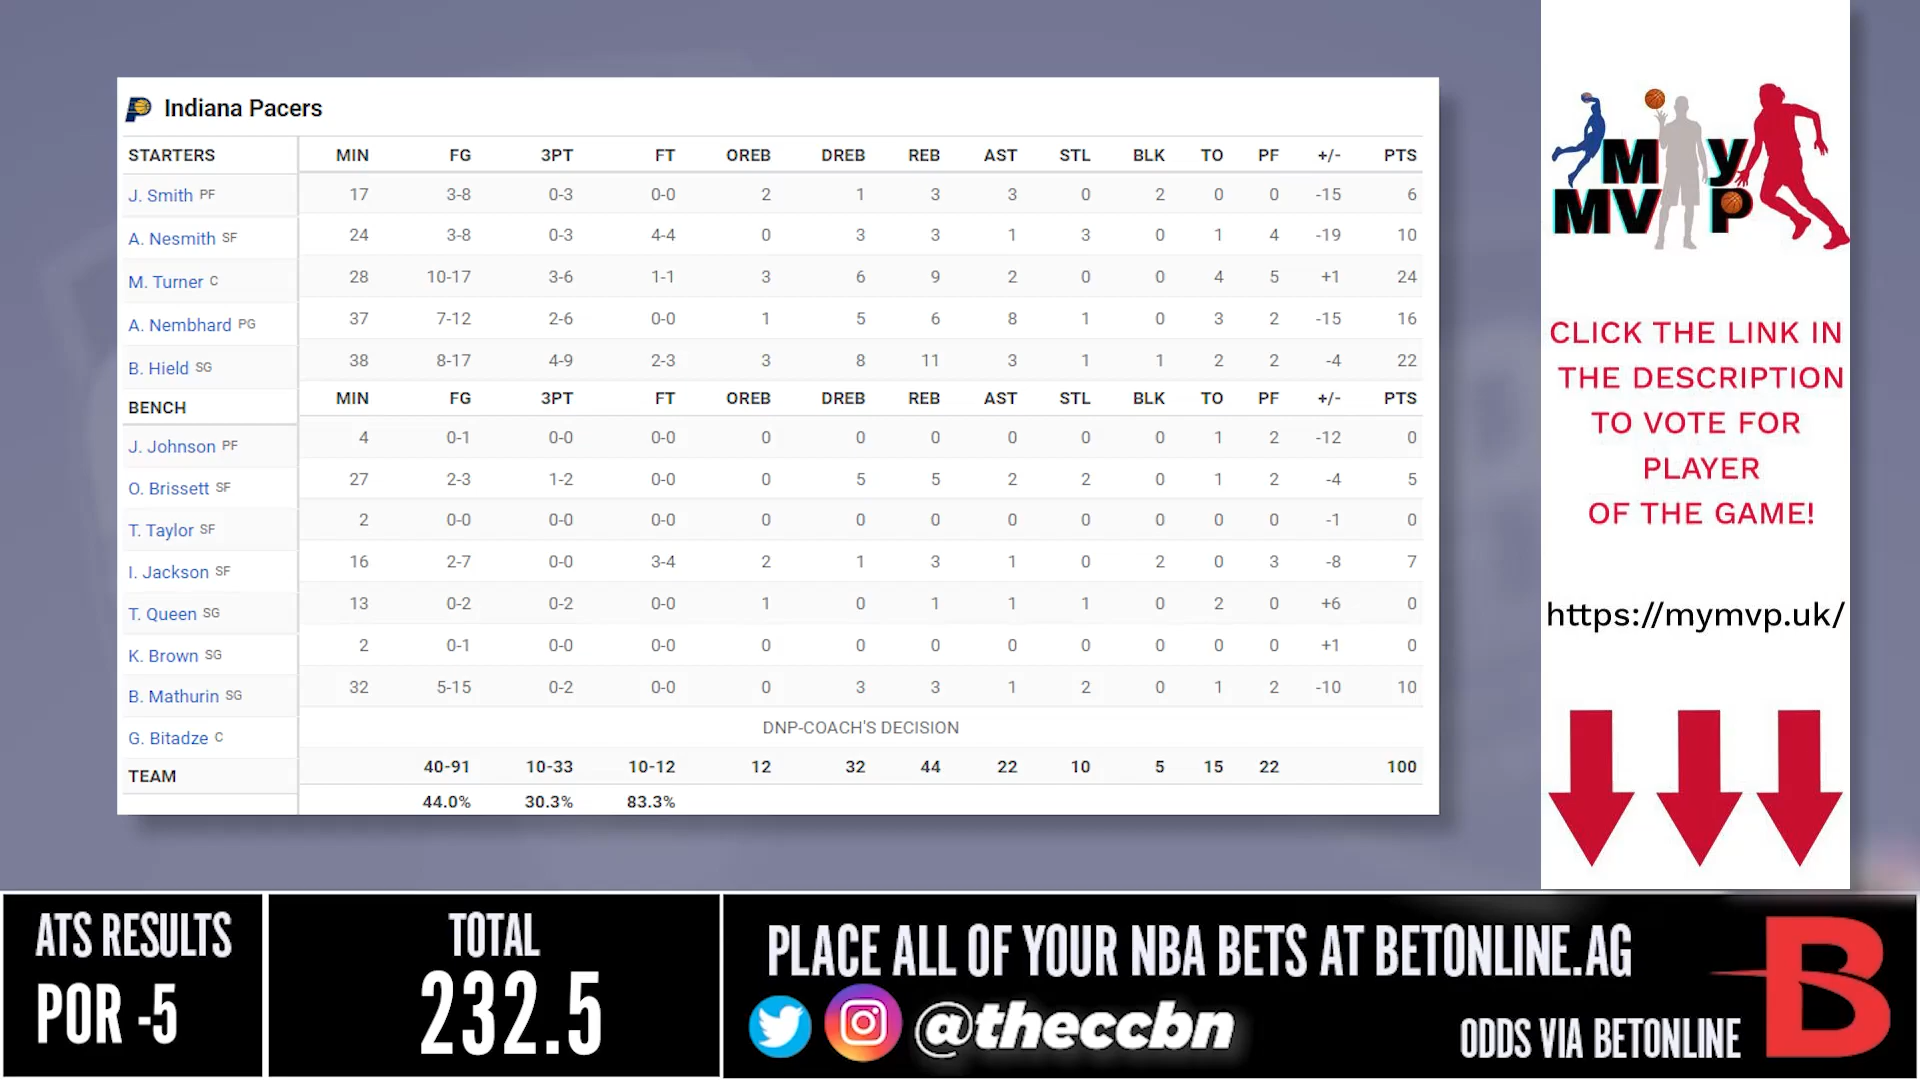 Indiana Pacers
STARTERS MIN FG 3PT FT OREB DREB REB AST STL BLK TO PF +/- PTS
J. Smith PF 17 3-8 0-3 0-0 2 1 3 3 0 2 0 0 -15 6
A. Nesmith SF 24 3-8 0-3 4-4 0 3 3 1 3 0 1 4 -19 10
M. Turner C 28 10-17 3-6 1-1 3 6 9 2 0 0 4 5 +1 24
A. Nembhard PG 37 7-12 2-6 0-0 1 5 6 8 1 0 3 2 -15 16
B. Hield SG 38 8-17 4-9 2-3 3 8 11 3 1 1 2 2 -4 22
BENCH MIN FG 3PT FT OREB DREB REB AST STL BLK TO PF +/- PTS
J. Johnson PF 4 0-1 0-0 0-0 0 0 0 0 0 0 1 2 -12 0
O. Brissett SF 27 2-3 1-2 0-0 0 5 5 2 2 0 1 2 -4 5
T. Taylor SF 2 0-0 0-0 0-0 0 0 0 0 0 0 0 0 -1 0
I. Jackson SF 16 2-7 0-0 3-4 2 1 3 1 0 2 0 3 -8 7
T. Queen SG 13 0-2 0-2 0-0 1 0 1 1 1 0 2 0 +6 0
K. Brown SG 2 0-1 0-0 0-0 0 0 0 0 0 0 0 0 +1 0
B. Mathurin SG 32 5-15 0-2 0-0 0 3 3 1 2 0 1 2 -10 10
G. Bitadze C DNP-COACH'S DECISION
TEAM 40-91 10-33 10-12 12 32 44 22 10 5 15 22 100
44.0% 30.3% 83.3%
My
MVP
CLICK THE LINK IN
THE DESCRIPTION
TO VOTE FOR
PLAYER
OF THE GAME!
https://mymvp.uk/
ATS RESULTS
POR -5
TOTAL
232.5
PLACE ALL OF YOUR NBA BETS AT BETONLINE.AG
@theccbn
ODDS VIA BETONLINE
B